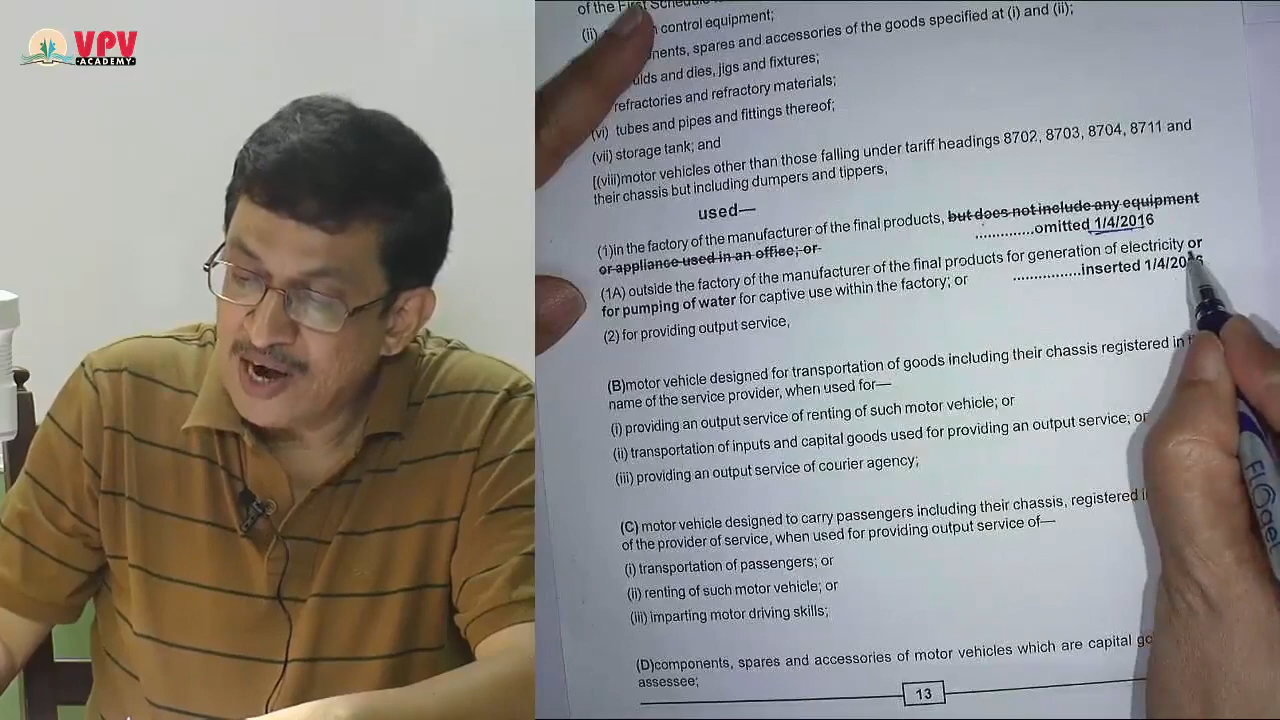 VPV
ACADEMY
of the First Schedule
(ii) control equipment;
spares and accessories of the goods specified at (i) and (ii);
and dies, jigs and fixtures;
refractories and refractory materials;
(vi) tubes and pipes and fittings thereof;
(vii) storage tank; and
[(viii)motor vehicles other than those falling under tariff headings 8702, 8703, 8704, 8711 and
their chassis but including dumpers and tippers,
used—
(1)in the factory of the manufacturer of the final products, but does not include any equipment
or appliance used in an office; or
.............omitted 1/4/2016
(1A) outside the factory of the manufacturer of the final products for generation of electricity or
for pumping of water for captive use within the factory; or
...............inserted 1/4/2016
(2) for providing output service,
(B)motor vehicle designed for transportation of goods including their chassis registered in
name of the service provider, when used for—
(i) providing an output service of renting of such motor vehicle; or
(ii) transportation of inputs and capital goods used for providing an output service; or
(iii) providing an output service of courier agency;
(C) motor vehicle designed to carry passengers including their chassis, registered
of the provider of service, when used for providing output service of—
(i) transportation of passengers; or
(ii) renting of such motor vehicle; or
(iii) imparting motor driving skills;
(D)components, spares and accessories of motor vehicles which are capital
assessee;
13